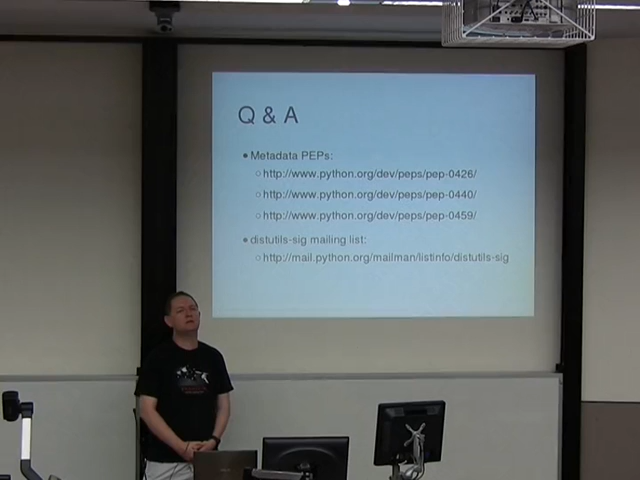 Q & A
Metadata PEPs:
http://www.python.org/dev/peps/pep-0426/
http://www.python.org/dev/peps/pep-0440/
http://www.python.org/dev/peps/pep-0459/
distutils-sig mailing list:
http://mail.python.org/mailman/listinfo/distutils-sig